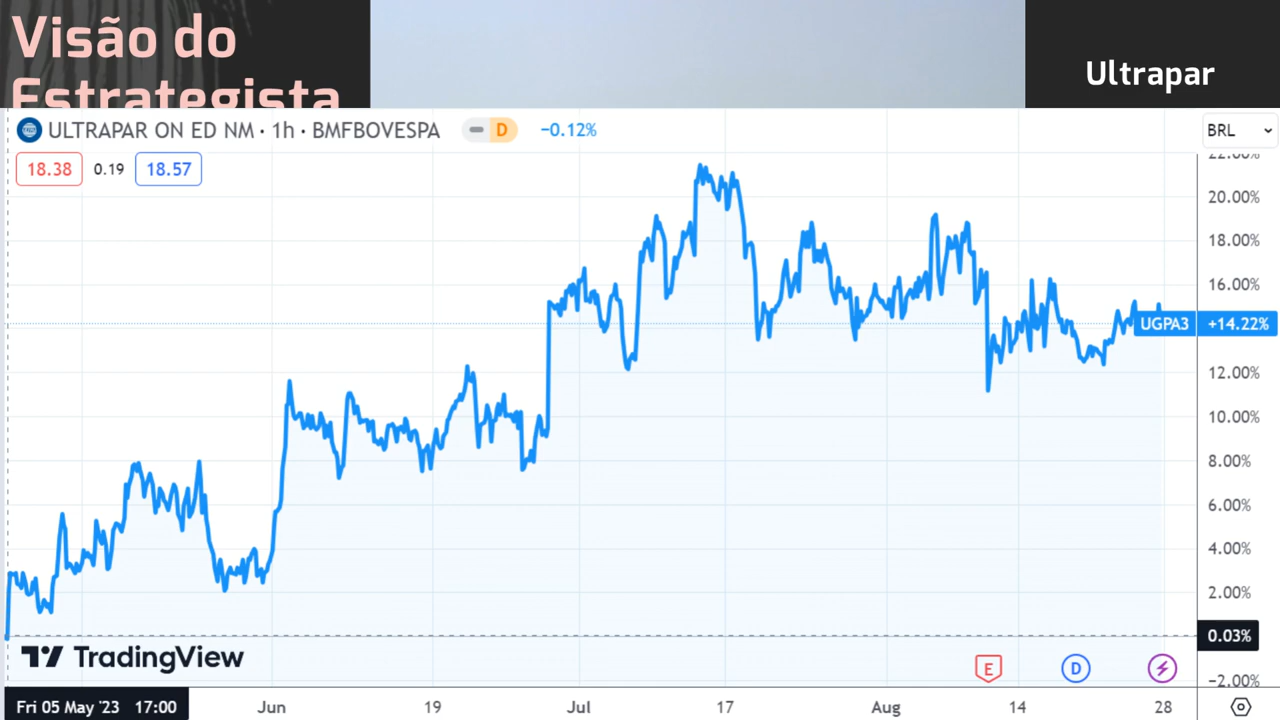 Visão do
Estrategista
Ultrapar
ULTRAPAR ON ED NM · 1h · BMFBOVESPA
D
−0.12%
BRL
18.38
0.19
18.57
22.00%
20.00%
18.00%
16.00%
UGPA3
+14.22%
12.00%
10.00%
8.00%
6.00%
4.00%
2.00%
0.03%
TradingView
E
D
−2.00%
Fri 05 May '23 17:00
Jun
19
Jul
17
Aug
14
28